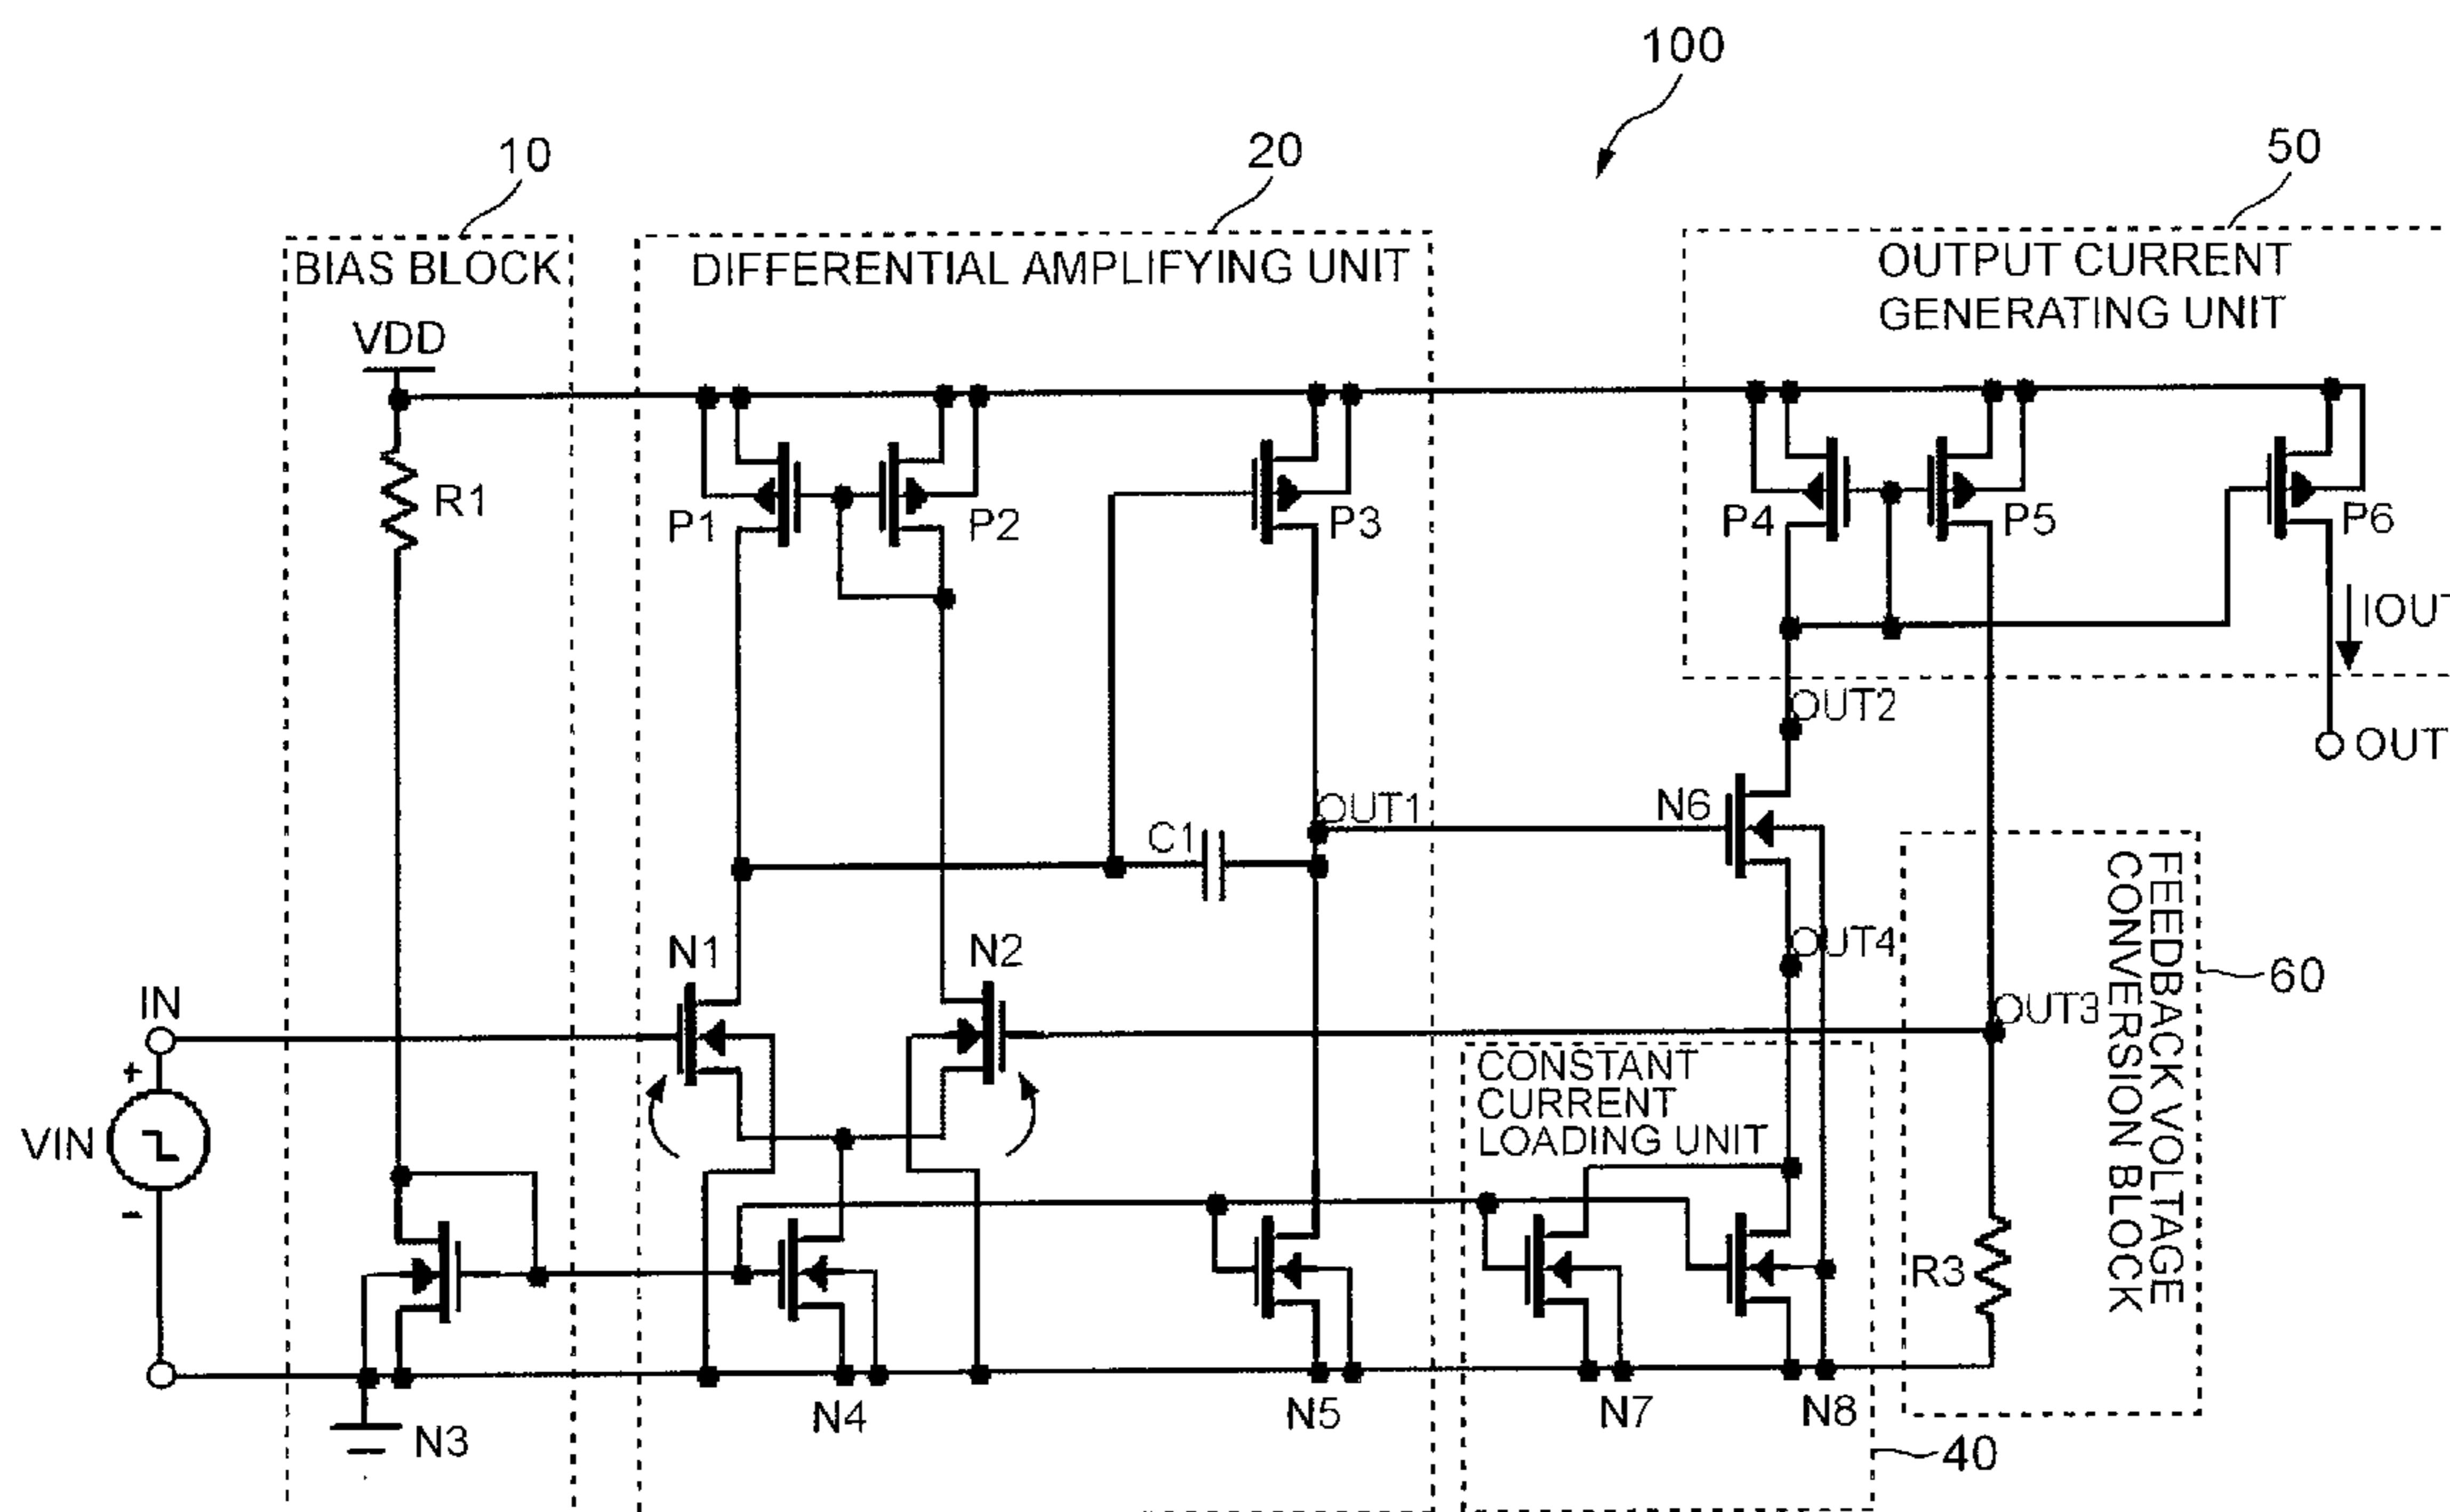 100
10
20
50
BIAS BLOCK
DIFFERENTIAL AMPLIFYING UNIT
OUTPUT CURRENT
GENERATING UNIT
VDD
R1
P1
P2
P3
P4
P5
P6
IOUT
OUT2
OUT
OUT1
C1
N6
N1
N2
OUT4
FEEDBACK VOLTAGE
CONVERSION BLOCK
60
IN
OUT3
+
VIN
-
CONSTANT
CURRENT
LOADING UNIT
R3
N3
N4
N5
N7
N8
40